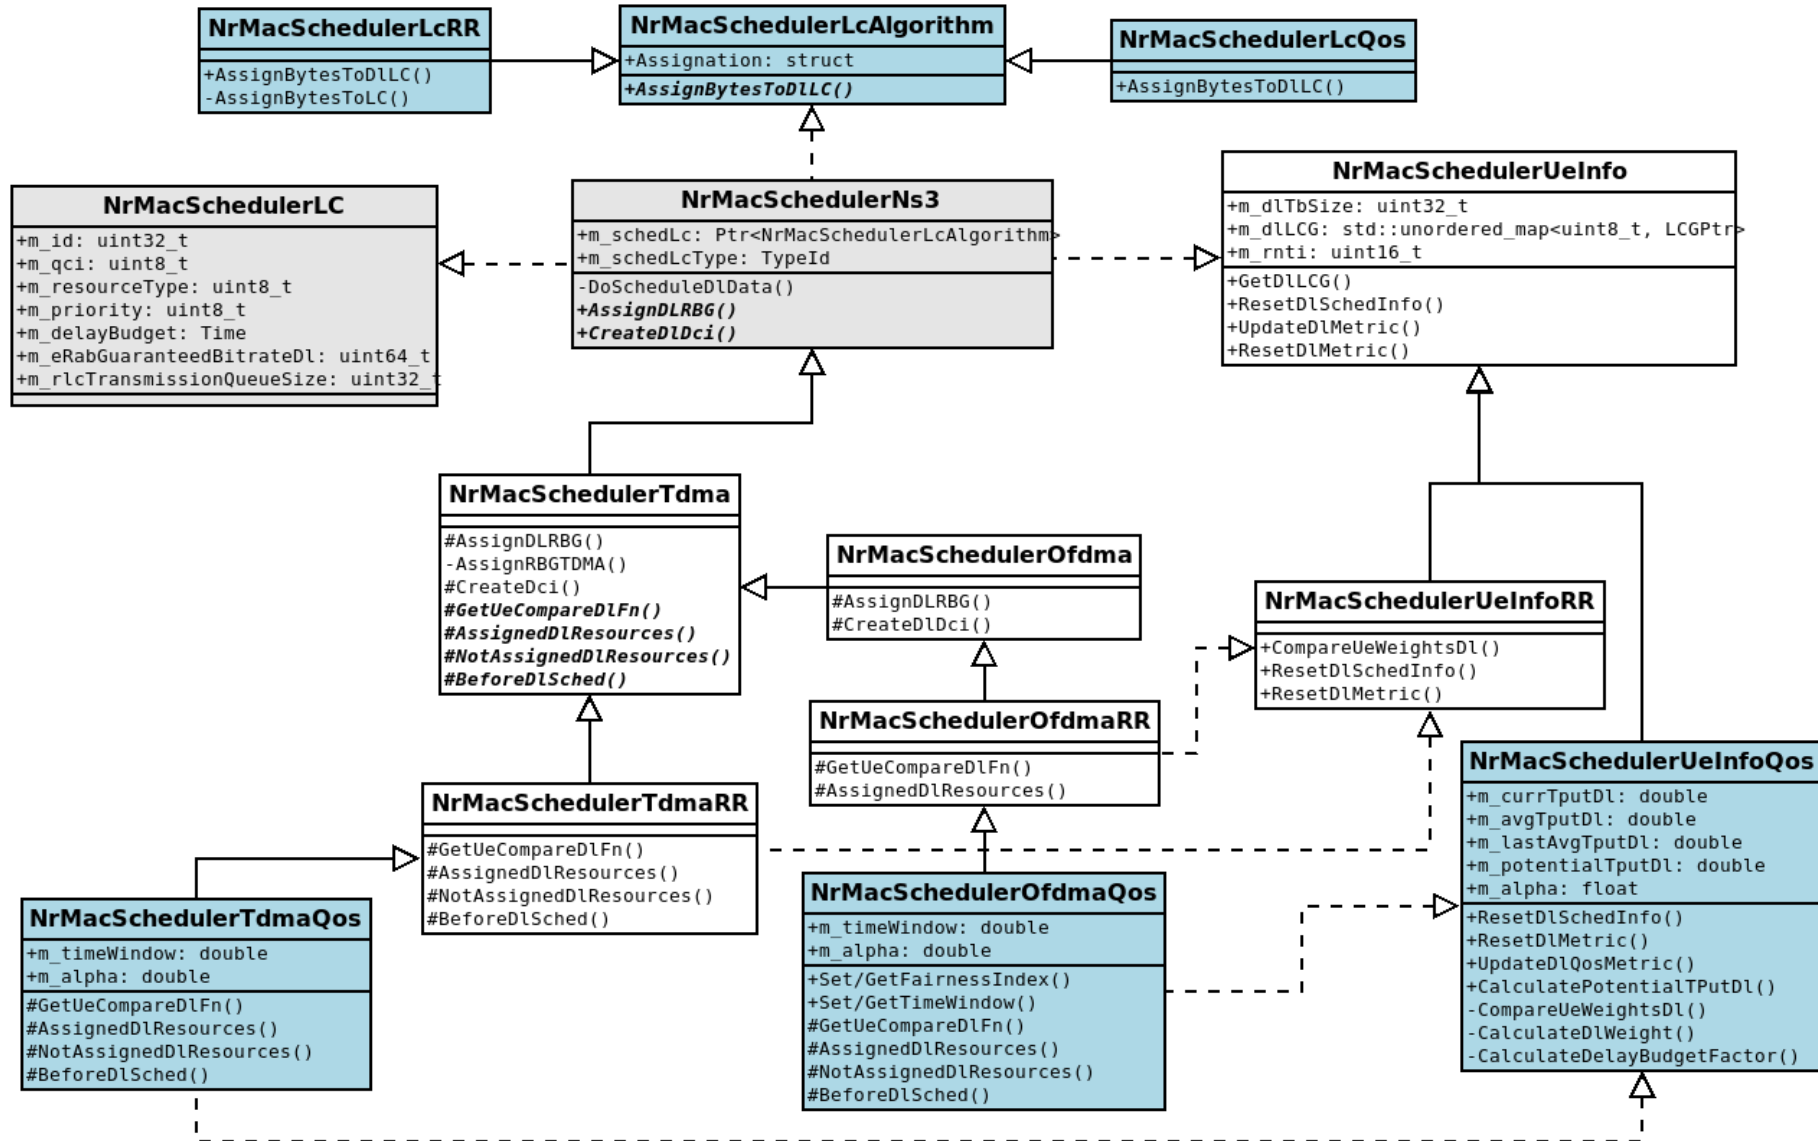 NrMacSchedulerLcRR
+AssignBytesToDlLC()
-AssignBytesToLC()
NrMacSchedulerLcAlgorithm
+Assignation: struct
+AssignBytesToDlLC()
NrMacSchedulerLcQos
+AssignBytesToDlLC()
NrMacSchedulerLC
+m_id: uint32_t
+m_qci: uint8_t
+m_resourceType: uint8_t
+m_priority: uint8_t
+m_delayBudget: Time
+m_eRabGuaranteedBitrateDl: uint64_t
+m_rlcTransmissionQueueSize: uint32_t
NrMacSchedulerNs3
+m_schedLc: Ptr<NrMacSchedulerLcAlgorithm>
+m_schedLcType: TypeId
-DoScheduleDlData()
+AssignDLRBG()
+CreateDlDci()
NrMacSchedulerUeInfo
+m_dlTbSize: uint32_t
+m_dlLCG: std::unordered_map<uint8_t, LCGPtr>
+m_rnti: uint16_t
+GetDlLCG()
+ResetDlSchedInfo()
+UpdateDlMetric()
+ResetDlMetric()
NrMacSchedulerTdma
#AssignDLRBG()
-AssignRBGTDMA()
#CreateDci()
#GetUeCompareDlFn()
#AssignedDlResources()
#NotAssignedDlResources()
#BeforeDlSched()
NrMacSchedulerOfdma
#AssignDLRBG()
#CreateDlDci()
NrMacSchedulerUeInfoRR
+CompareUeWeightsDl()
+ResetDlSchedInfo()
+ResetDlMetric()
NrMacSchedulerOfdmaRR
#GetUeCompareDlFn()
#AssignedDlResources()
NrMacSchedulerTdmaRR
#GetUeCompareDlFn()
#AssignedDlResources()
#NotAssignedDlResources()
#BeforeDlSched()
NrMacSchedulerUeInfoQos
+m_currTputDl: double
+m_avgTputDl: double
+m_lastAvgTputDl: double
+m_potentialTputDl: double
+m_alpha: float
+ResetDlSchedInfo()
+ResetDlMetric()
+UpdateDlQosMetric()
+CalculatePotentialTPutDl()
-CompareUeWeightsDl()
-CalculateDlWeight()
-CalculateDelayBudgetFactor()
NrMacSchedulerTdmaQos
+m_timeWindow: double
+m_alpha: double
#GetUeCompareDlFn()
#AssignedDlResources()
#NotAssignedDlResources()
#BeforeDlSched()
NrMacSchedulerOfdmaQos
+m_timeWindow: double
+m_alpha: double
+Set/GetFairnessIndex()
+Set/GetTimeWindow()
#GetUeCompareDlFn()
#AssignedDlResources()
#NotAssignedDlResources()
#BeforeDlSched()